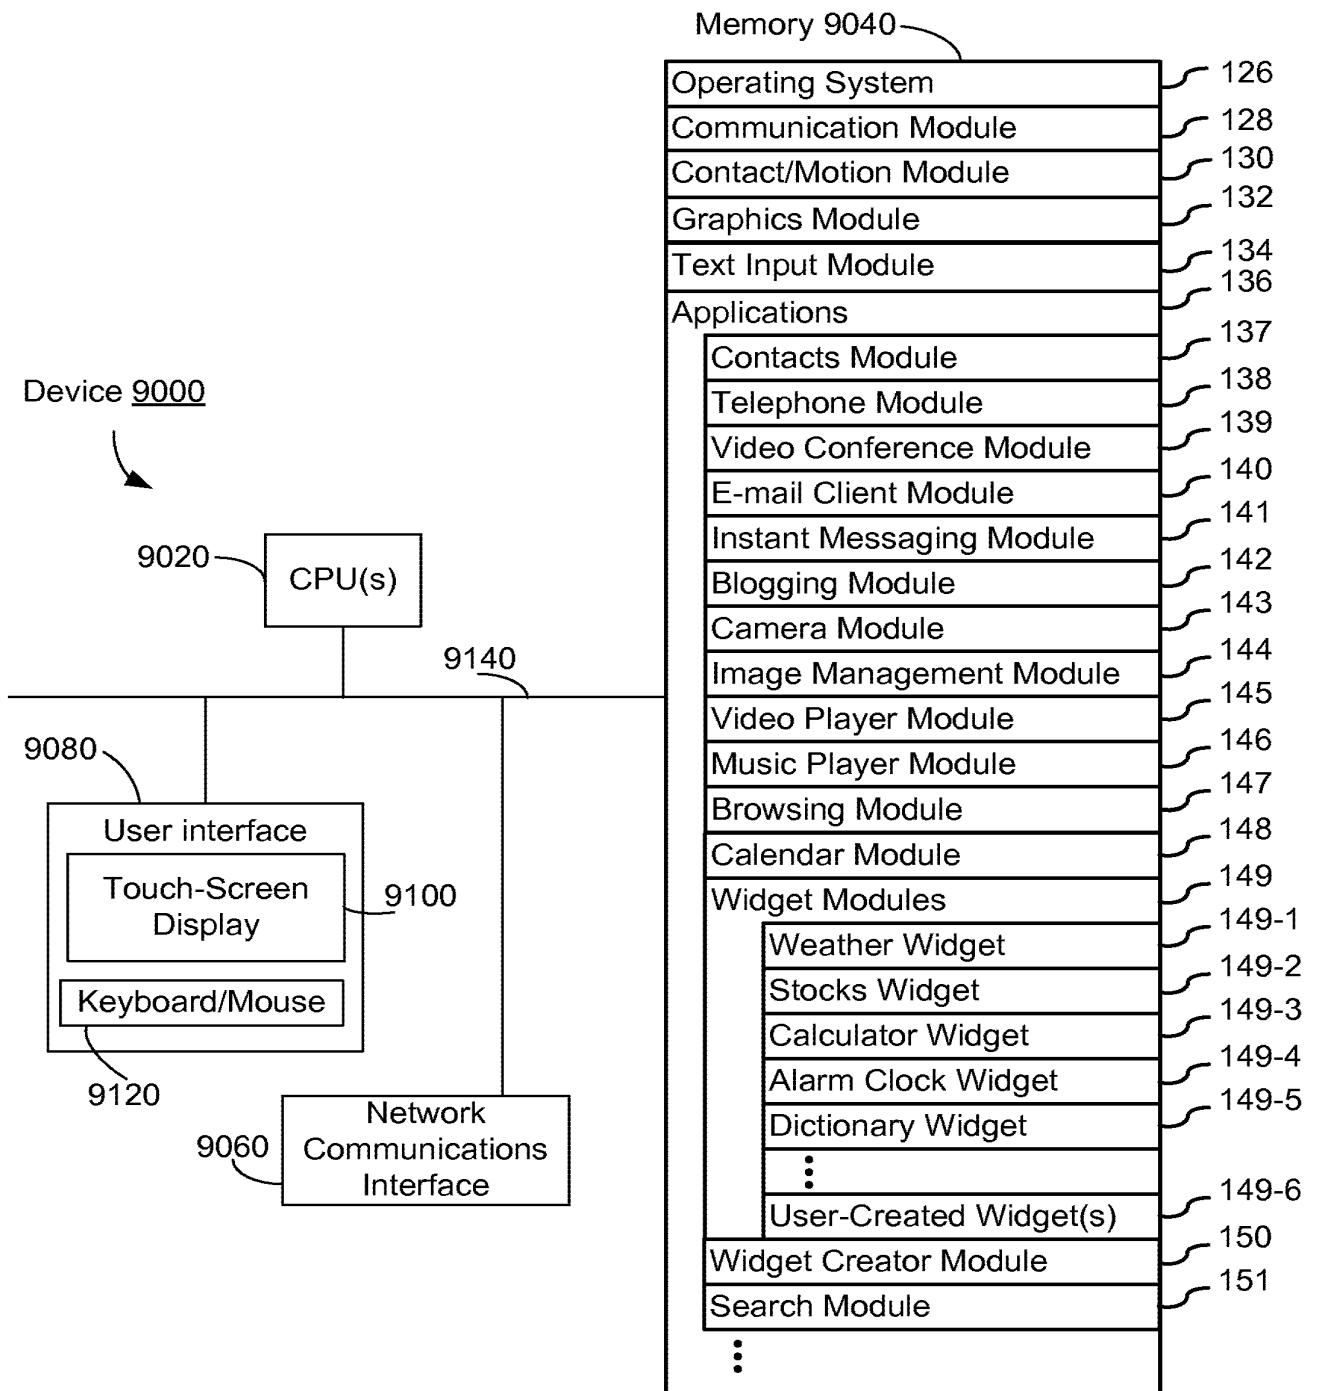 Memory 9040
Operating System 126
Communication Module 128
Contact/Motion Module 130
Graphics Module 132
Text Input Module 134
Applications 136
Contacts Module 137
Telephone Module 138
Video Conference Module 139
E-mail Client Module 140
Instant Messaging Module 141
Blogging Module 142
Camera Module 143
Image Management Module 144
Video Player Module 145
Music Player Module 146
Browsing Module 147
Calendar Module 148
Widget Modules 149
Weather Widget 149-1
Stocks Widget 149-2
Calculator Widget 149-3
Alarm Clock Widget 149-4
Dictionary Widget 149-5
User-Created Widget(s) 149-6
Widget Creator Module 150
Search Module 151
Device 9000
9020
CPU(s)
9140
9080
User interface
Touch-Screen
Display
9100
Keyboard/Mouse
9120
9060
Network
Communications
Interface